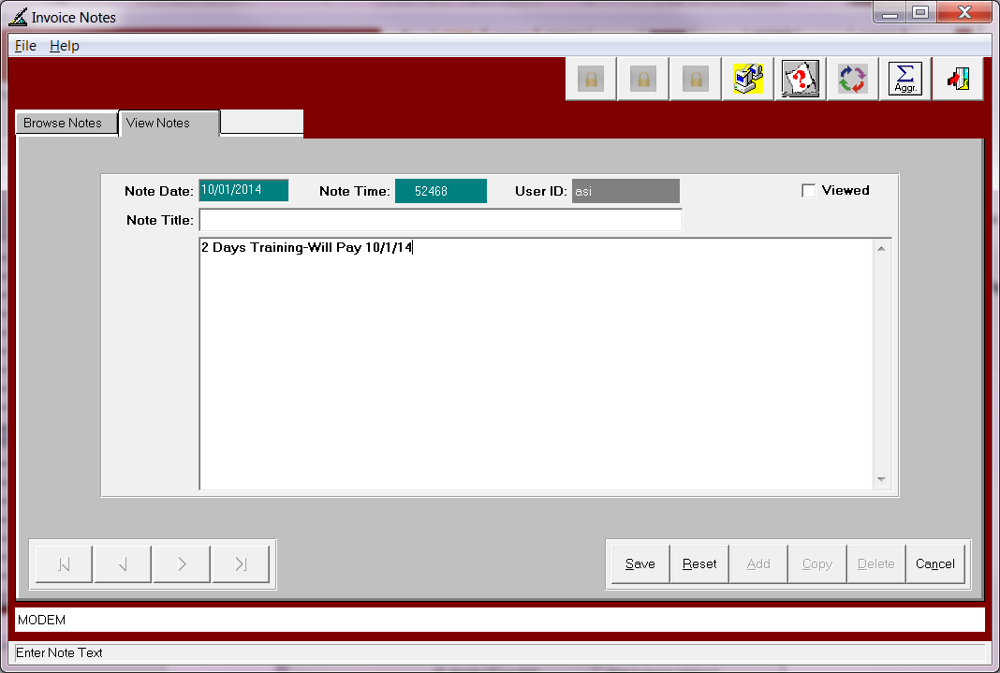 Invoice Notes
File Help
Σ
Aggr.
Browse Notes View Notes
Note Date: 10/01/2014 Note Time: 52468 User ID: asi Viewed
Note Title:
2 Days Training-Will Pay 10/1/14
Save Reset Add Copy Delete Cancel
MODEM
Enter Note Text